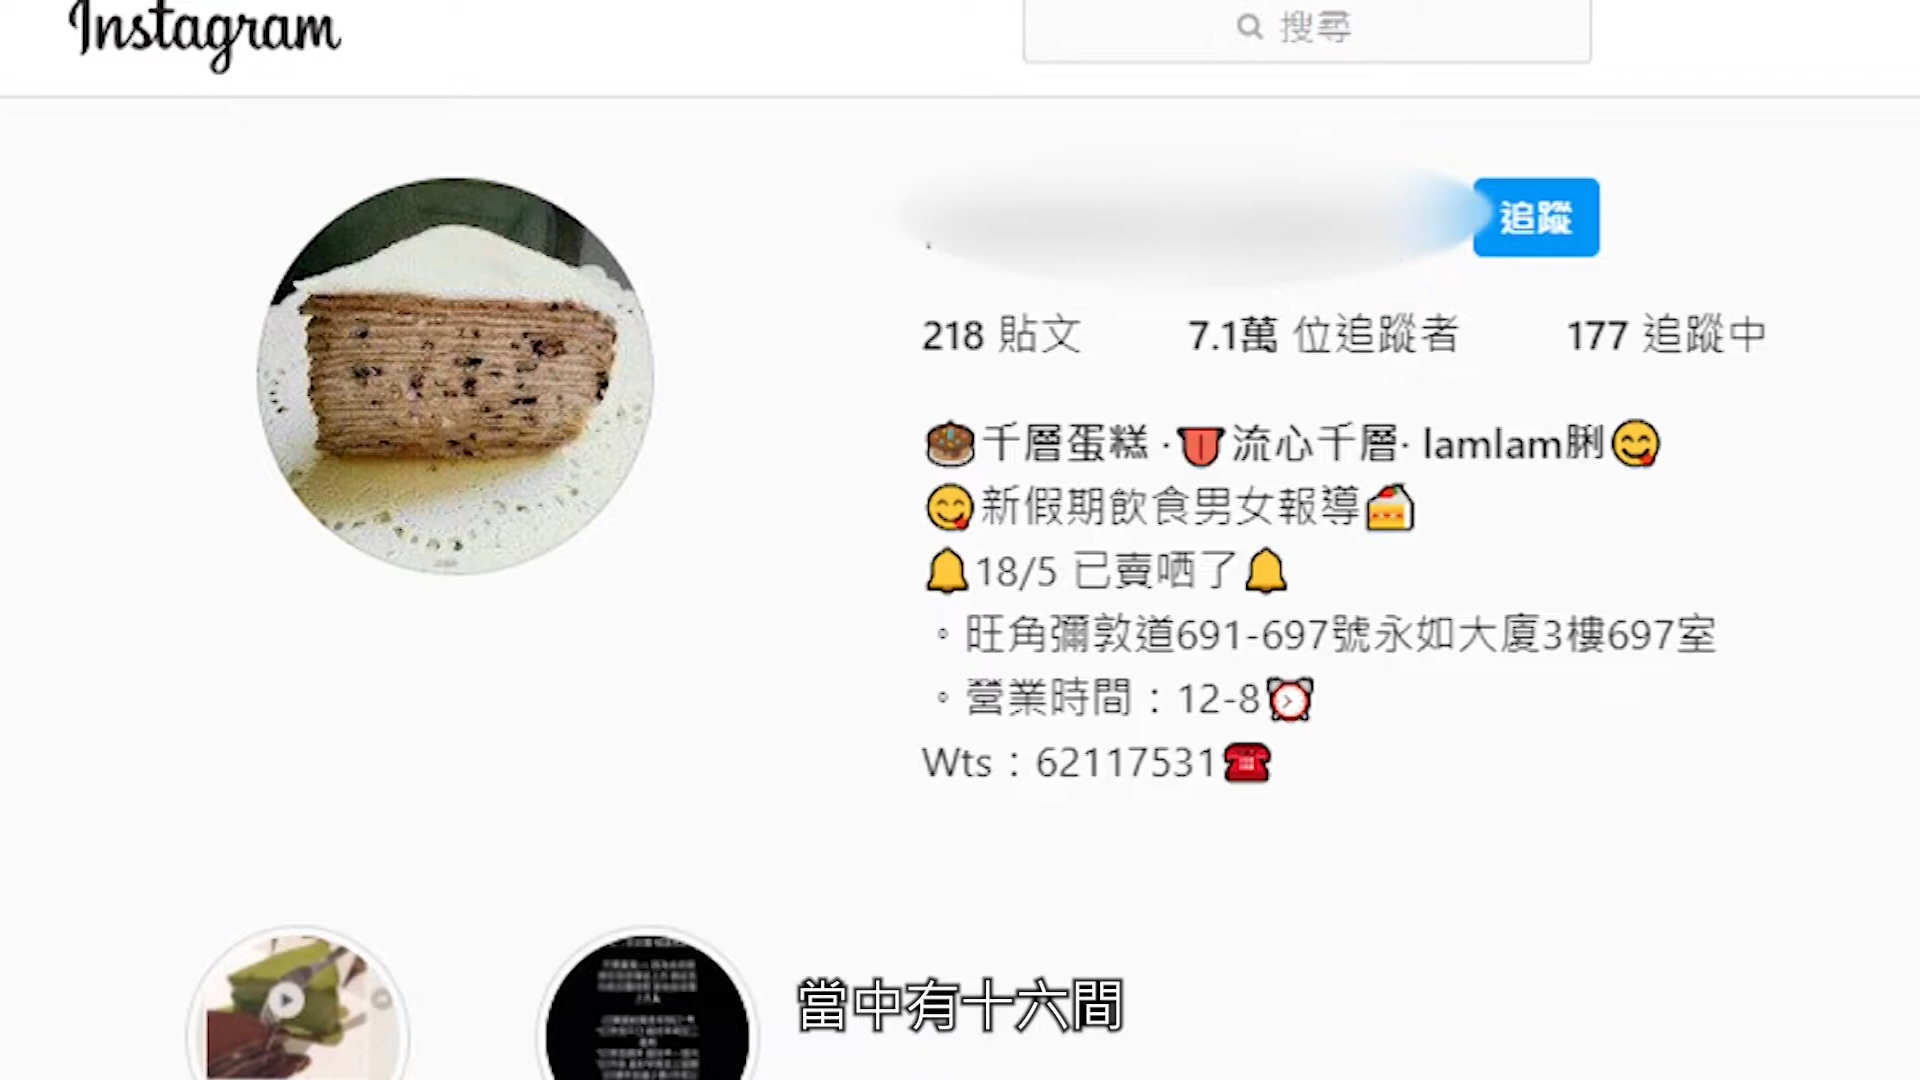 Instagram
搜尋
追蹤
218 貼文 7.1萬 位追蹤者 177 追蹤中
🎂千層蛋糕 ·👅流心千層· lamlam脷😋
😋新假期飲食男女報導🍰
🔔18/5 已賣哂了🔔
◦ 旺角彌敦道691-697號永如大廈3樓697室
◦ 營業時間：12-8⏰
Wts：62117531☎️
當中有十六間